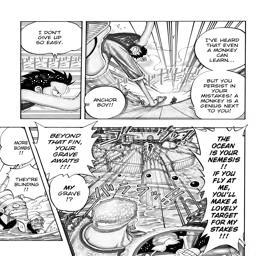 I'VE HEARD
THAT EVEN
A MONKEY
CAN
LEARN...
BUT YOU
PERSIST IN
YOUR
MISTAKES! A
MONKEY IS A
GENIUS NEXT
TO YOU!
ANCHOR
BOY!!
I DON'T
GIVE UP
SO EASY.
THE
OCEAN IS
YOUR
NEMESIS
!!
IF YOU
FLY AT
ME,
YOU'LL
MAKE A
LOVELY
TARGET
FOR MY
STAKES
!!!
BEYOND
THAT FIN,
YOUR
GRAVE
AWAITS
!!!
MY
GRAVE
!?
MORE
BOMBS
!!
THEY'RE
BLINDING
!!